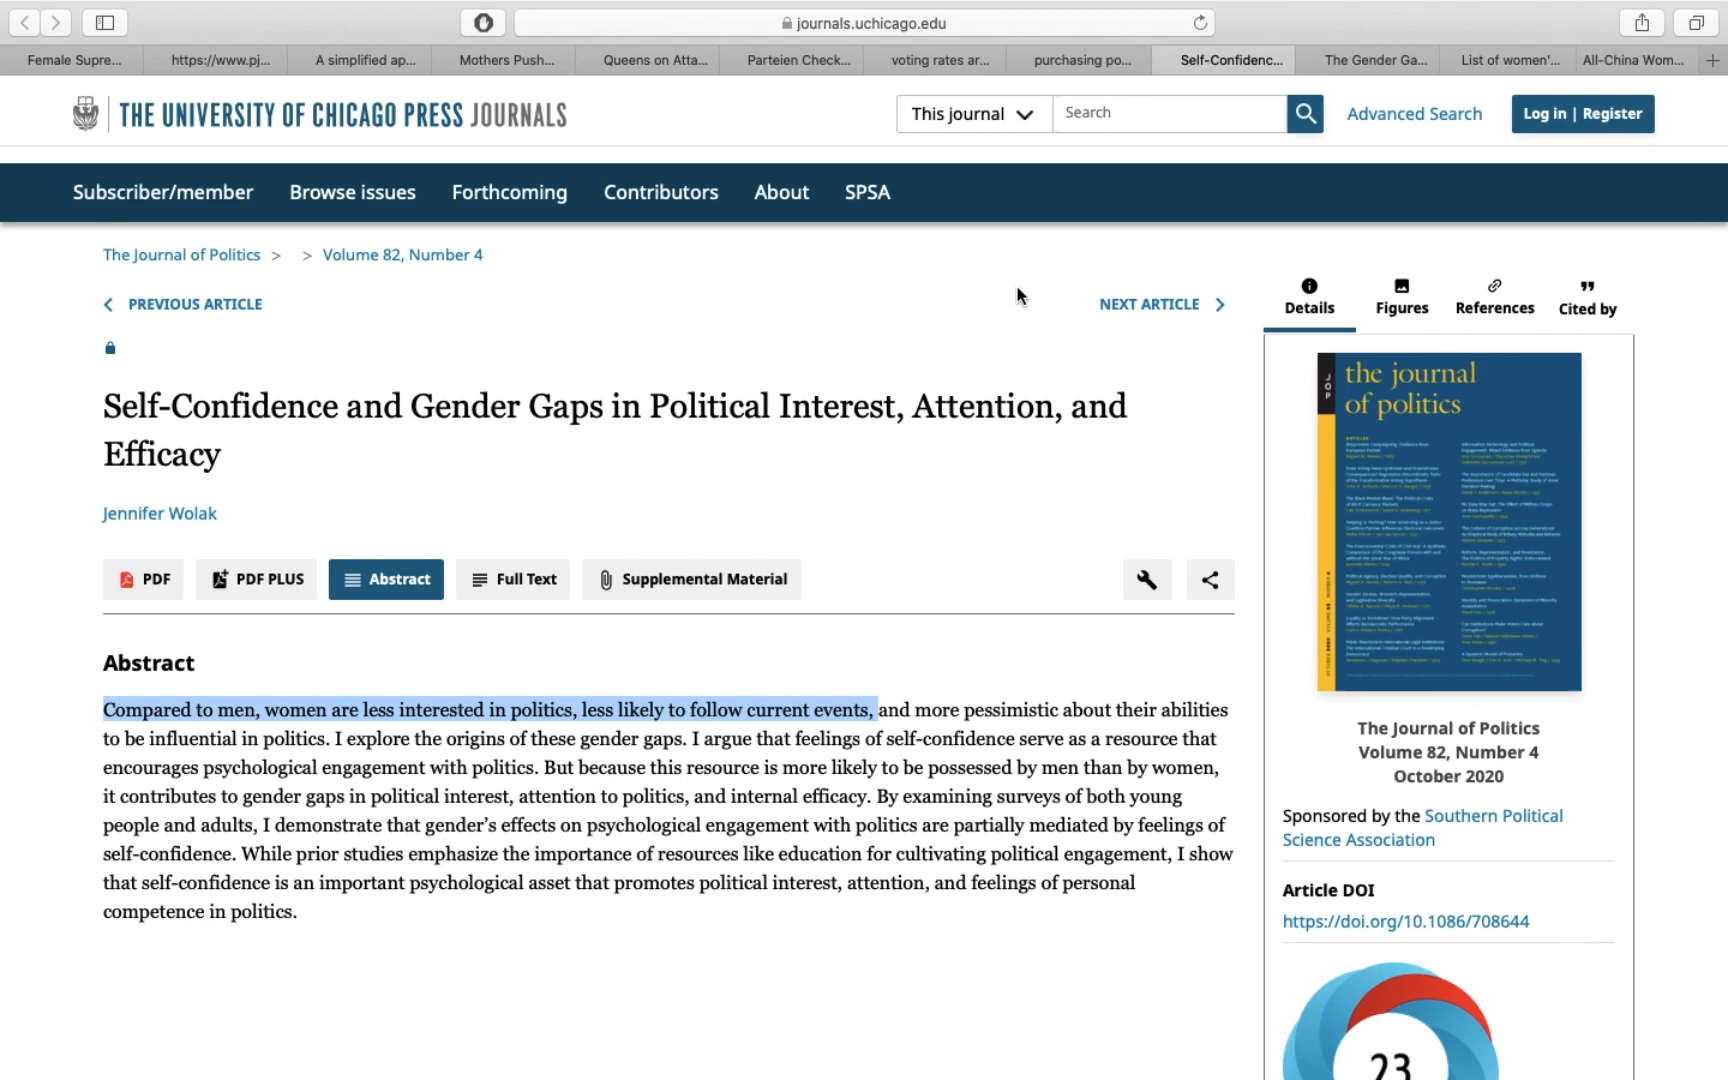 journals.uchicago.edu
Female Supre...
https://www.pj...
A simplified ap...
Mothers Push...
Queens on Atta...
Parteien Check...
voting rates ar...
purchasing po...
Self-Confidenc...
The Gender Ga...
List of women'...
All-China Wom...
THE UNIVERSITY OF CHICAGO PRESS JOURNALS
This journal
Search
Advanced Search
Log in | Register
Subscriber/member
Browse issues
Forthcoming
Contributors
About
SPSA
The Journal of Politics > > Volume 82, Number 4
PREVIOUS ARTICLE
NEXT ARTICLE
Details
Figures
References
Cited by
Self-Confidence and Gender Gaps in Political Interest, Attention, and
Efficacy
Jennifer Wolak
PDF
PDF PLUS
Abstract
Full Text
Supplemental Material
Abstract
Compared to men, women are less interested in politics, less likely to follow current events, and more pessimistic about their abilities
to be influential in politics. I explore the origins of these gender gaps. I argue that feelings of self-confidence serve as a resource that
encourages psychological engagement with politics. But because this resource is more likely to be possessed by men than by women,
it contributes to gender gaps in political interest, attention to politics, and internal efficacy. By examining surveys of both young
people and adults, I demonstrate that gender's effects on psychological engagement with politics are partially mediated by feelings of
self-confidence. While prior studies emphasize the importance of resources like education for cultivating political engagement, I show
that self-confidence is an important psychological asset that promotes political interest, attention, and feelings of personal
competence in politics.
JOP
the journal
of politics
The Journal of Politics
Volume 82, Number 4
October 2020
Sponsored by the Southern Political
Science Association
Article DOI
https://doi.org/10.1086/708644
23